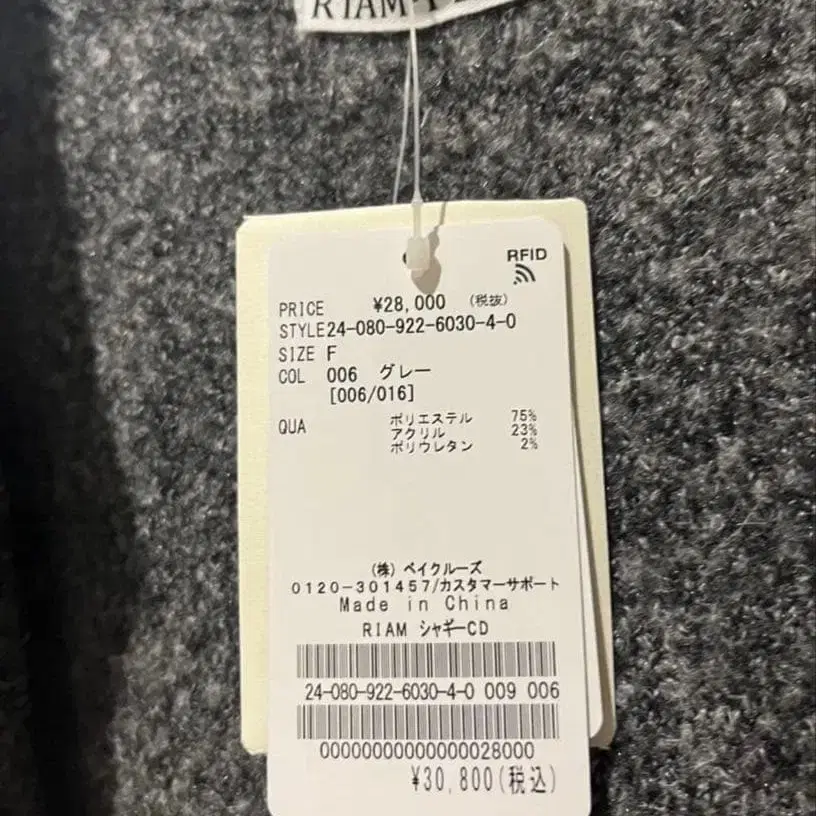 RIAM
RFID
PRICE ¥28,000 (税抜)
STYLE24-080-922-6030-4-0
SIZE F
COL 006 グレー
[006/016]
QUA ポリエステル 75%
アクリル 23%
ポリウレタン 2%
(株) ベイクルーズ
0120-301457/カスタマーサポート
Made in China
RIAM シャギーCD
24-080-922-6030-4-0 009 006
00000000000000028000
¥30,800(税込)